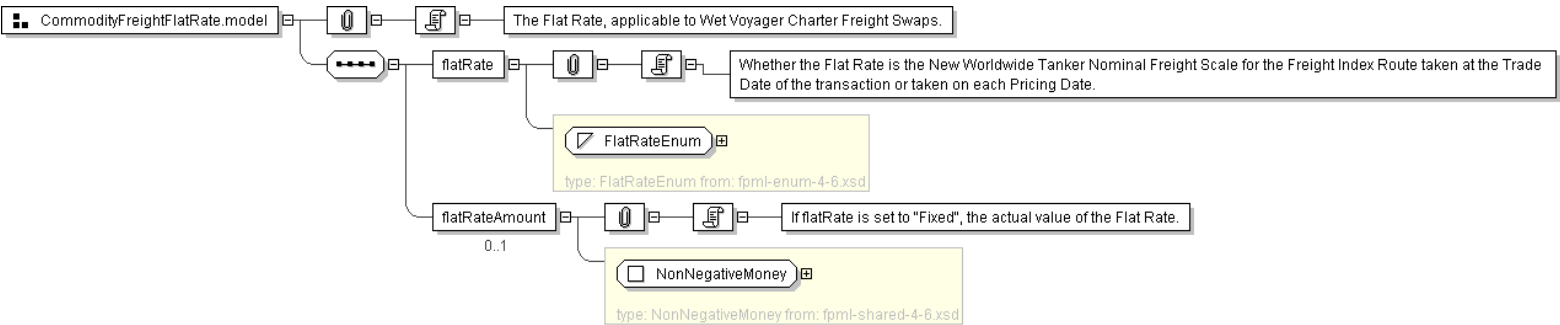 CommodityFreightFlatRate.model
The Flat Rate, applicable to Wet Voyager Charter Freight Swaps.
flatRate
Whether the Flat Rate is the New Worldwide Tanker Nominal Freight Scale for the Freight Index Route taken at the Trade
Date of the transaction or taken on each Pricing Date.
FlatRateEnum
type: FlatRateEnum from: fpml-enum-4-6.xsd
flatRateAmount
If flatRate is set to "Fixed", the actual value of the Flat Rate.
0..1
NonNegativeMoney
type: NonNegativeMoney from: fpml-shared-4-6.xsd